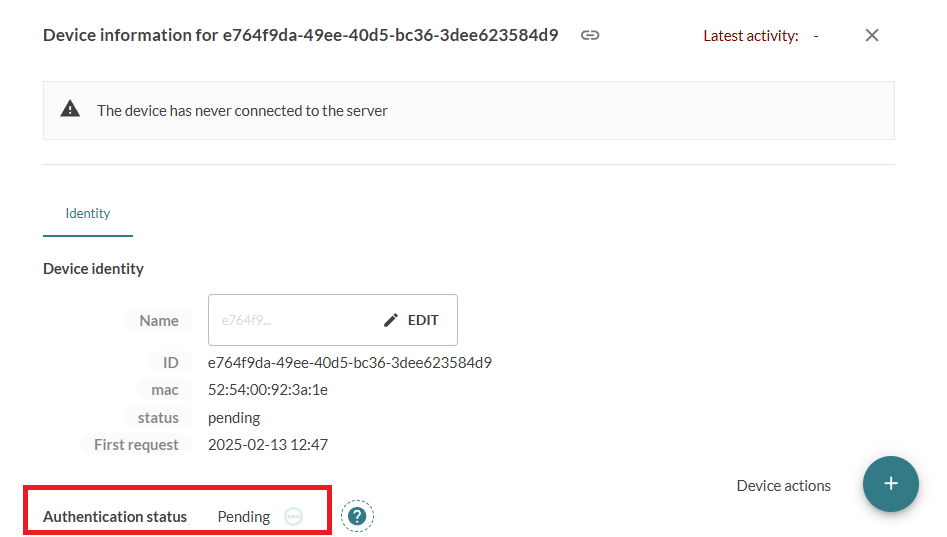 Device information for e764f9da-49ee-40d5-bc36-3dee623584d9 Latest activity: -
The device has never connected to the server
Identity
Device identity
Name e764f9... EDIT
ID e764f9da-49ee-40d5-bc36-3dee623584d9
mac 52:54:00:92:3a:1e
status pending
First request 2025-02-13 12:47
Device actions +
Authentication status Pending ?